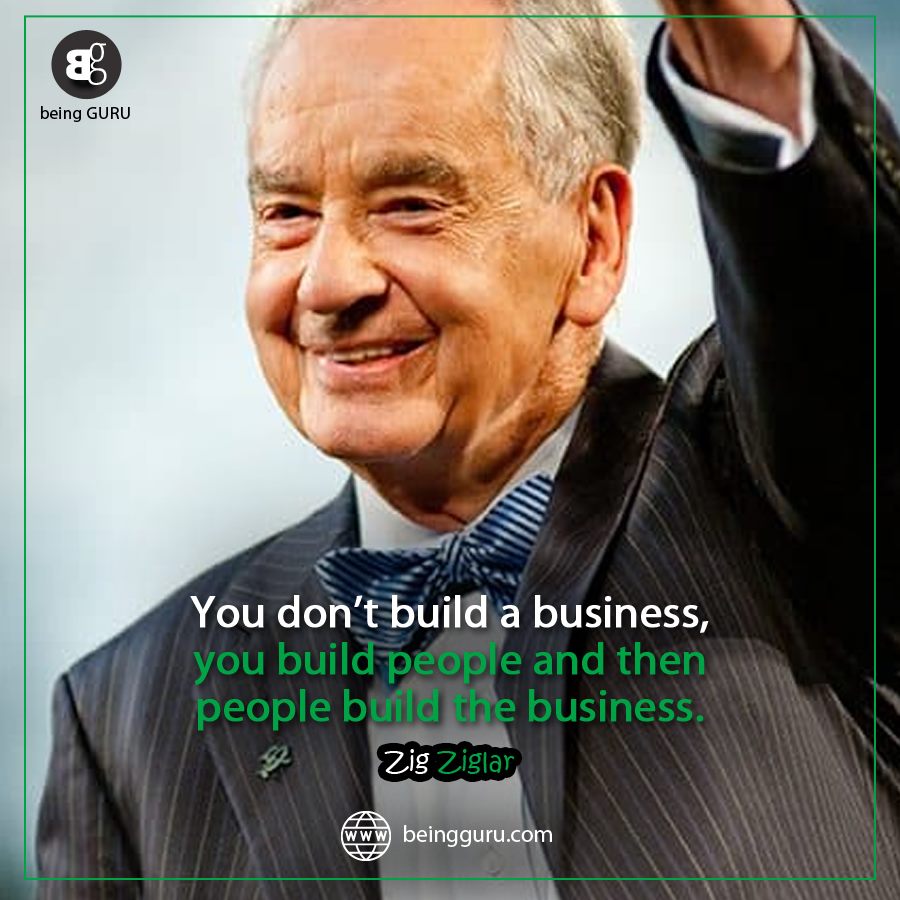 Bg
being GURU
You don’t build a business,
you build people and then
people build the business.
Zig Ziglar
www beingguru.com